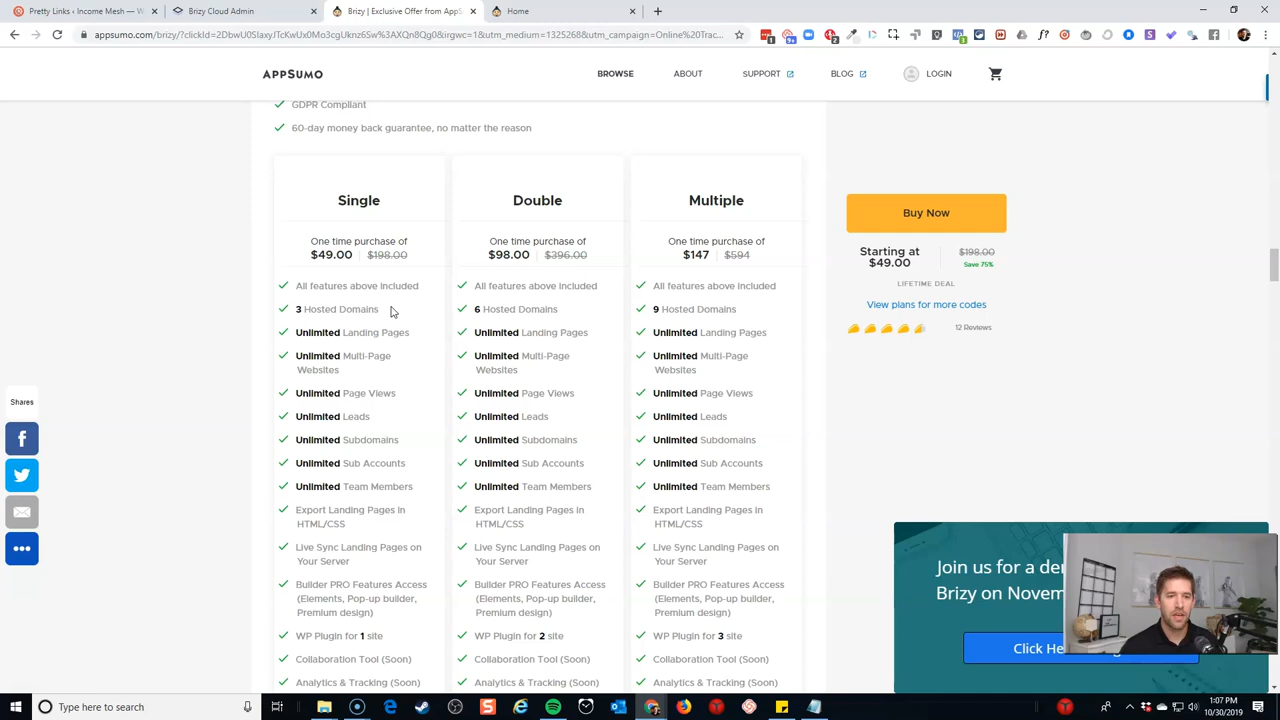 Pretty Links ‹ Income Mesh — W
Brizy Cloud Admin
Brizy | Exclusive Offer from AppS
Home
appsumo.com/brizy/?clickId=2DbwU0SIaxyJTcKwUx0Mo3cgUknz6Sw%3AXQn8Qg0&irgwc=1&utm_medium=1325268&utm_campaign=Online%20Trac...
APPSUMO
BROWSE
ABOUT
SUPPORT
BLOG
LOGIN
GDPR Compliant
60-day money back guarantee, no matter the reason
Single
One time purchase of
$49.00 | $198.00
All features above included
3 Hosted Domains
Unlimited Landing Pages
Unlimited Multi-Page
Websites
Unlimited Page Views
Unlimited Leads
Unlimited Subdomains
Unlimited Sub Accounts
Unlimited Team Members
Export Landing Pages in
HTML/CSS
Live Sync Landing Pages on
Your Server
Builder PRO Features Access
(Elements, Pop-up builder,
Premium design)
WP Plugin for 1 site
Collaboration Tool (Soon)
Analytics & Tracking (Soon)
Double
One time purchase of
$98.00 | $396.00
All features above included
6 Hosted Domains
Unlimited Landing Pages
Unlimited Multi-Page
Websites
Unlimited Page Views
Unlimited Leads
Unlimited Subdomains
Unlimited Sub Accounts
Unlimited Team Members
Export Landing Pages in
HTML/CSS
Live Sync Landing Pages on
Your Server
Builder PRO Features Access
(Elements, Pop-up builder,
Premium design)
WP Plugin for 2 site
Collaboration Tool (Soon)
Analytics & Tracking (Soon)
Multiple
One time purchase of
$147 | $594
All features above included
9 Hosted Domains
Unlimited Landing Pages
Unlimited Multi-Page
Websites
Unlimited Page Views
Unlimited Leads
Unlimited Subdomains
Unlimited Sub Accounts
Unlimited Team Members
Export Landing Pages in
HTML/CSS
Live Sync Landing Pages on
Your Server
Builder PRO Features Access
(Elements, Pop-up builder,
Premium design)
WP Plugin for 3 site
Collaboration Tool (Soon)
Analytics & Tracking (Soon)
Buy Now
Starting at
$49.00
$198.00
Save 75%
LIFETIME DEAL
View plans for more codes
12 Reviews
Shares
Join us for a de
Brizy on Novem
Click He
Type here to search
1:07 PM
10/30/2019